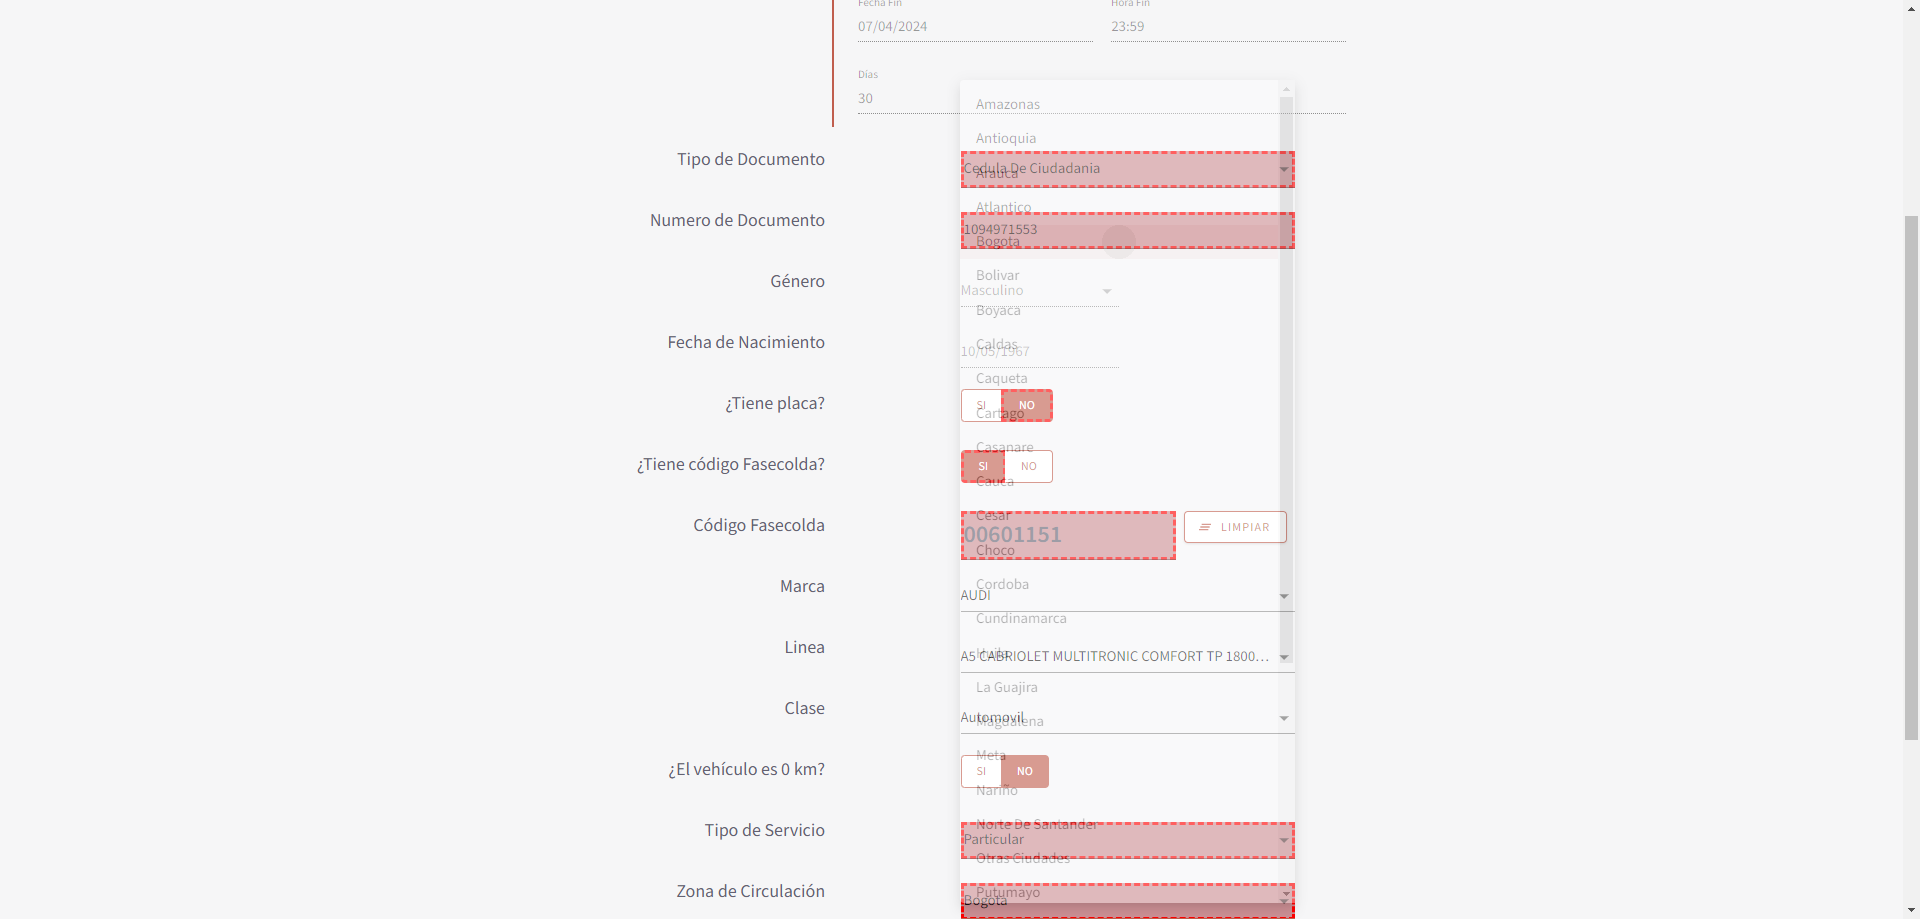 Fecha Fin
Hora Fin
07/04/2024
23:59
Días
30
Amazonas
Antioquia
Tipo de Documento
Cedula De Ciudadania
Arauca
Atlantico
Numero de Documento
1094971553
Bogota
Bolivar
Género
Masculino
Boyaca
Fecha de Nacimiento
Caldas
10/05/1967
Caqueta
¿Tiene placa?
SI
NO
Cartago
Casanare
¿Tiene código Fasecolda?
SI
NO
Cauca
Cesar
Código Fasecolda
00601151
LIMPIAR
Choco
Cordoba
Marca
AUDI
Cundinamarca
Linea
Huila
A5 CABRIOLET MULTITRONIC COMFORT TP 1800...
La Guajira
Clase
Automovil
Magdalena
Meta
¿El vehículo es 0 km?
SI
NO
Nariño
Norte De Santander
Tipo de Servicio
Particular
Otras Ciudades
Zona de Circulación
Putumayo
Bogota